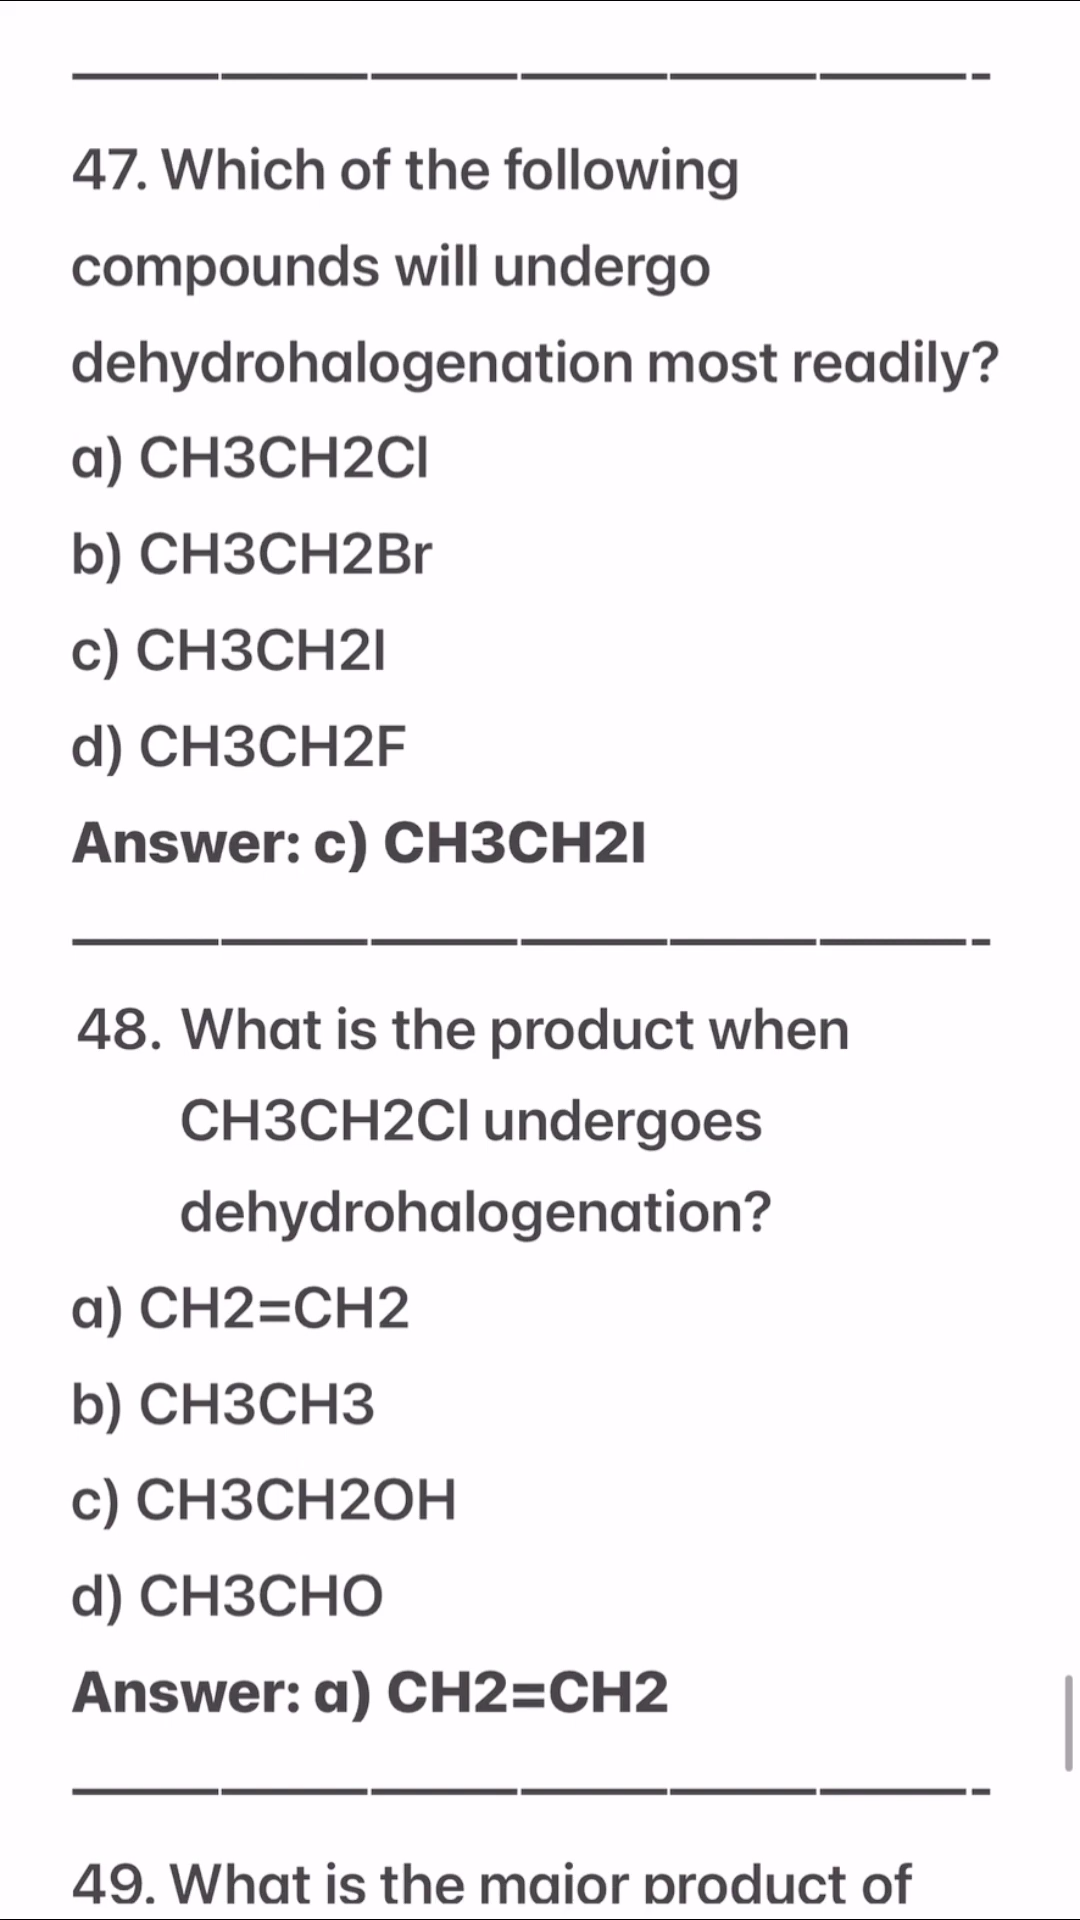 47. Which of the following
compounds will undergo
dehydrohalogenation most readily?
a) CH3CH2Cl
b) CH3CH2Br
c) CH3CH2I
d) CH3CH2F
Answer: c) CH3CH2I
48. What is the product when
CH3CH2Cl undergoes
dehydrohalogenation?
a) CH2=CH2
b) CH3CH3
c) CH3CH2OH
d) CH3CHO
Answer: a) CH2=CH2
49. What is the major product of